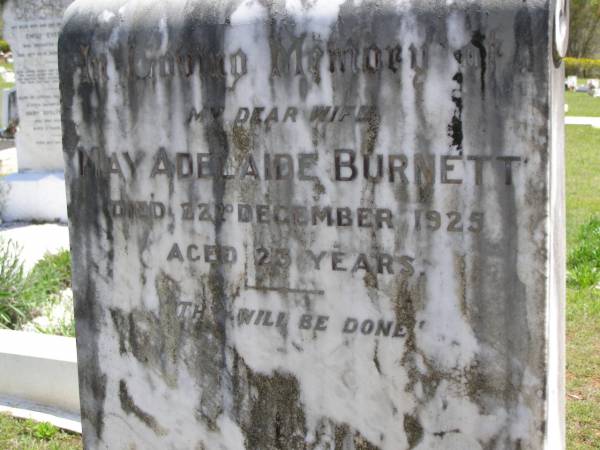 In Loving Memory of
MY DEAR WIFE
MAY ADELAIDE BURNETT
DIED 22ND DECEMBER 1925
AGED 23 YEARS.
"THY WILL BE DONE"